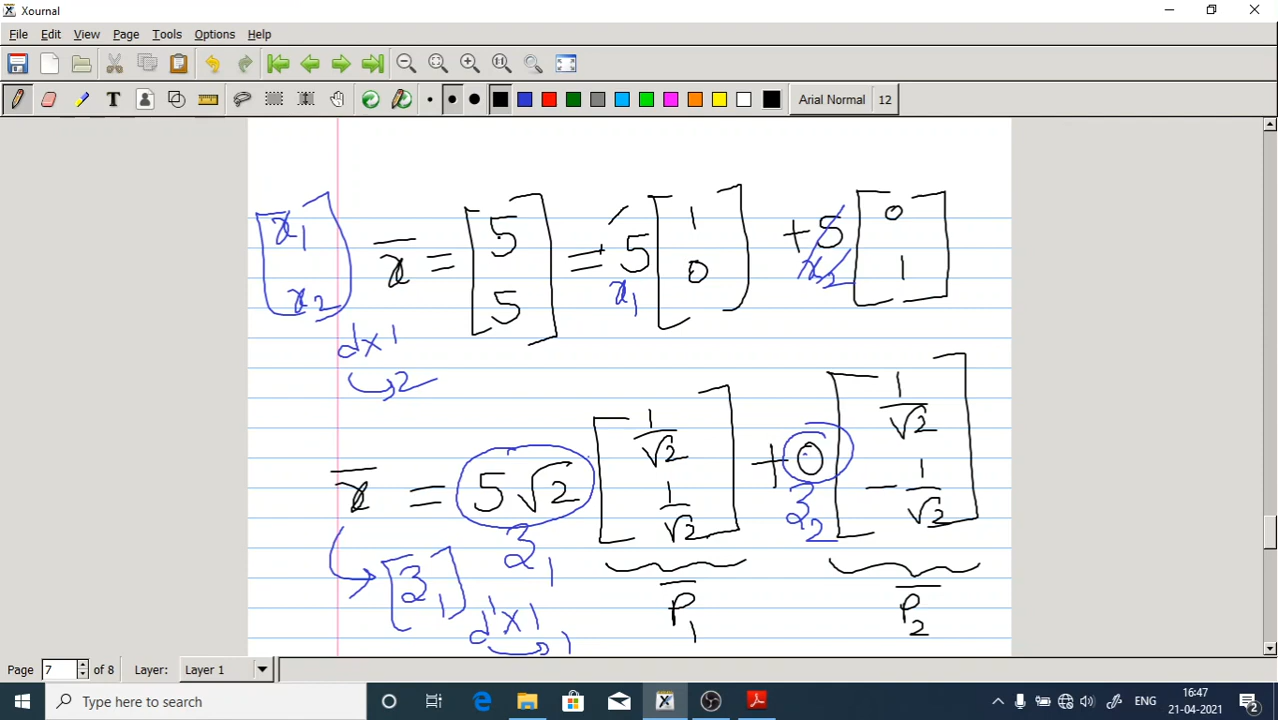 Xournal
File Edit View Page Tools Options Help
Arial Normal 12
[x1 x2] x̄ = [5 5] = 5 [1 0] + 5 [0 1]
x1 x2
d×1
2
x̄ = 5√2 [1/√2 1/√2] + 0 [1/√2 -1/√2]
z1 z2
[z1] d'×1 P̄1 P̄2
1
Page 7 of 8 Layer: Layer 1
Type here to search
ENG 16:47
21-04-2021 2